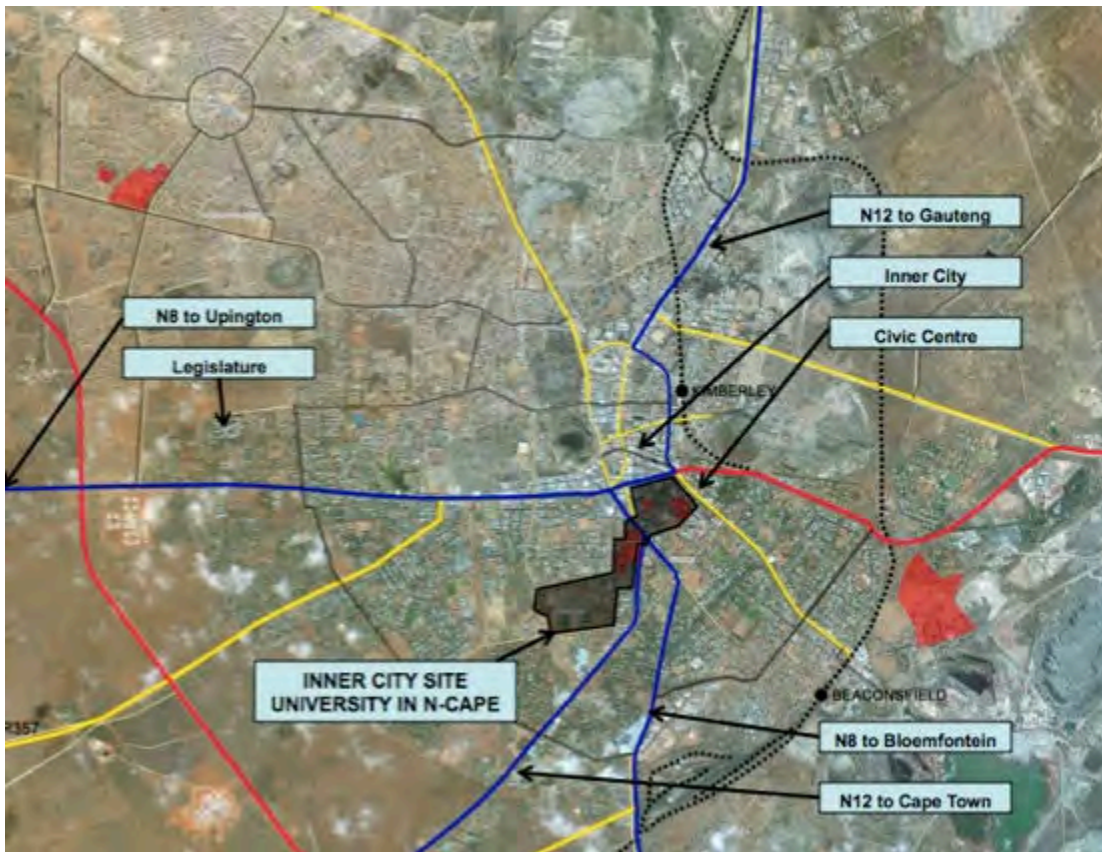 N12 to Gauteng
Inner City
N8 to Upington
Civic Centre
Legislature
KIMBERLEY
INNER CITY SITE
UNIVERSITY IN N-CAPE
BEACONSFIELD
N8 to Bloemfontein
N12 to Cape Town